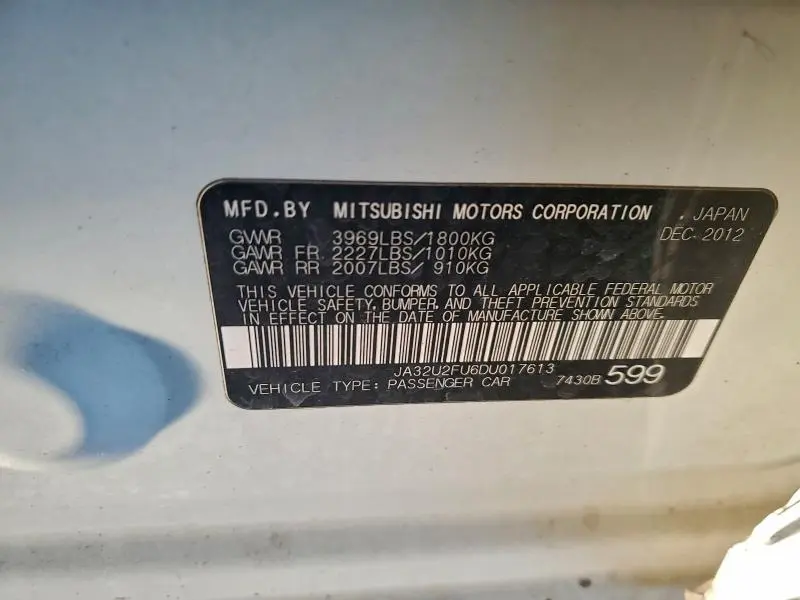 MFD.BY MITSUBISHI MOTORS CORPORATION , JAPAN
GVWR 3969LBS/1800KG DEC.2012
GAWR FR 2227LBS/1010KG
GAWR RR 2007LBS/ 910KG
THIS VEHICLE CONFORMS TO ALL APPLICABLE FEDERAL MOTOR
VEHICLE SAFETY, BUMPER, AND THEFT PREVENTION STANDARDS
IN EFFECT ON THE DATE OF MANUFACTURE SHOWN ABOVE.
JA32U2FU6DU017613
VEHICLE TYPE: PASSENGER CAR 7430B 599